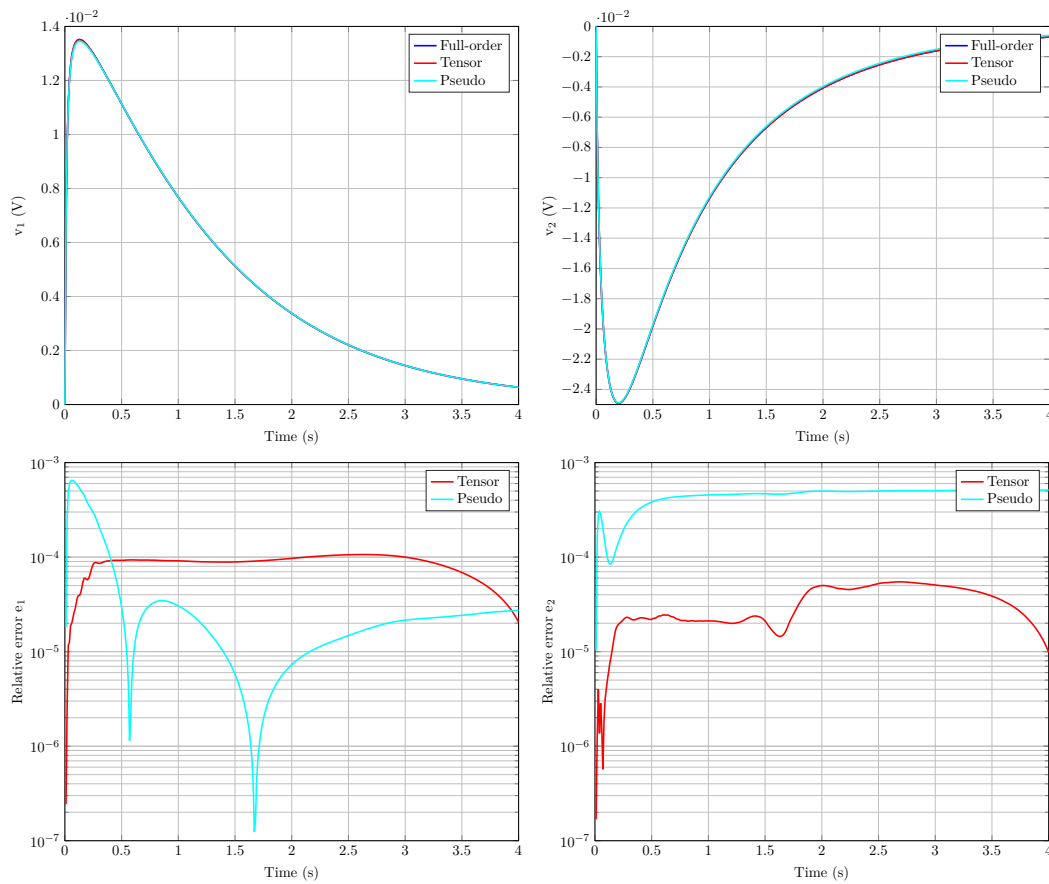 ·10⁻²
1.4
1.2
1
0.8
0.6
0.4
0.2
0
v₁ (V)
0 0.5 1 1.5 2 2.5 3 3.5 4
Time (s)
Full-order
Tensor
Pseudo
·10⁻²
0
−0.2
−0.4
−0.6
−0.8
−1
−1.2
−1.4
−1.6
−1.8
−2
−2.2
−2.4
v₂ (V)
0 0.5 1 1.5 2 2.5 3 3.5 4
Time (s)
Full-order
Tensor
Pseudo
10⁻³
10⁻⁴
10⁻⁵
10⁻⁶
10⁻⁷
Relative error e₁
0 0.5 1 1.5 2 2.5 3 3.5 4
Time (s)
Tensor
Pseudo
10⁻³
10⁻⁴
10⁻⁵
10⁻⁶
10⁻⁷
Relative error e₂
0 0.5 1 1.5 2 2.5 3 3.5 4
Time (s)
Tensor
Pseudo